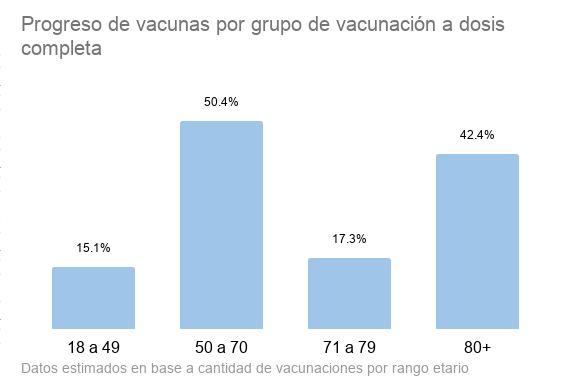 Progreso de vacunas por grupo de vacunación a dosis
completa
50.4%
42.4%
17.3%
15.1%
18 a 49
50 a 70
71 a 79
80+
Datos estimados en base a cantidad de vacunaciones por rango etario